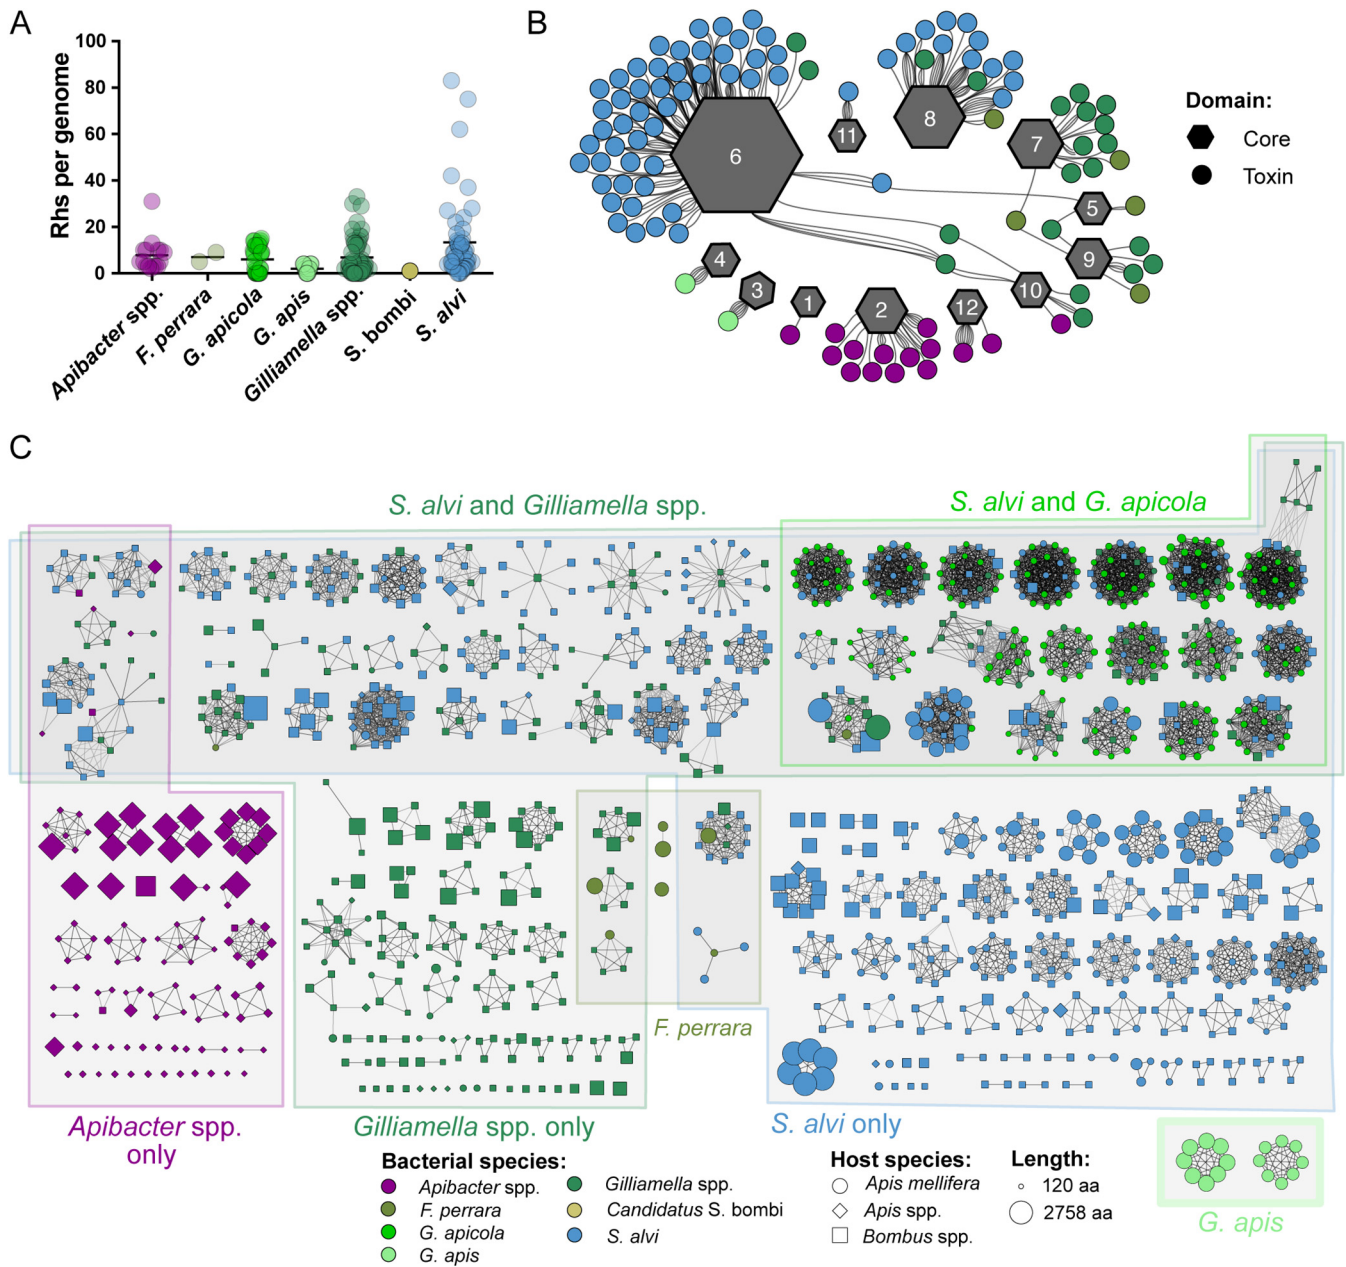 A
Rhs per genome
100
80
60
40
20
0
Apibacter spp.
F. perrara
G. apicola
G. apis
Gilliamella spp.
S. bombi
S. alvi
B
6
11
8
7
5
9
10
4
3
1
2
12
Domain:
Core
Toxin
C
S. alvi and Gilliamella spp.
S. alvi and G. apicola
F. perrara
Apibacter spp.
only
Gilliamella spp. only
S. alvi only
G. apis
Bacterial species:
Apibacter spp.
F. perrara
G. apicola
G. apis
Gilliamella spp.
Candidatus S. bombi
S. alvi
Host species:
Apis mellifera
Apis spp.
Bombus spp.
Length:
120 aa
2758 aa